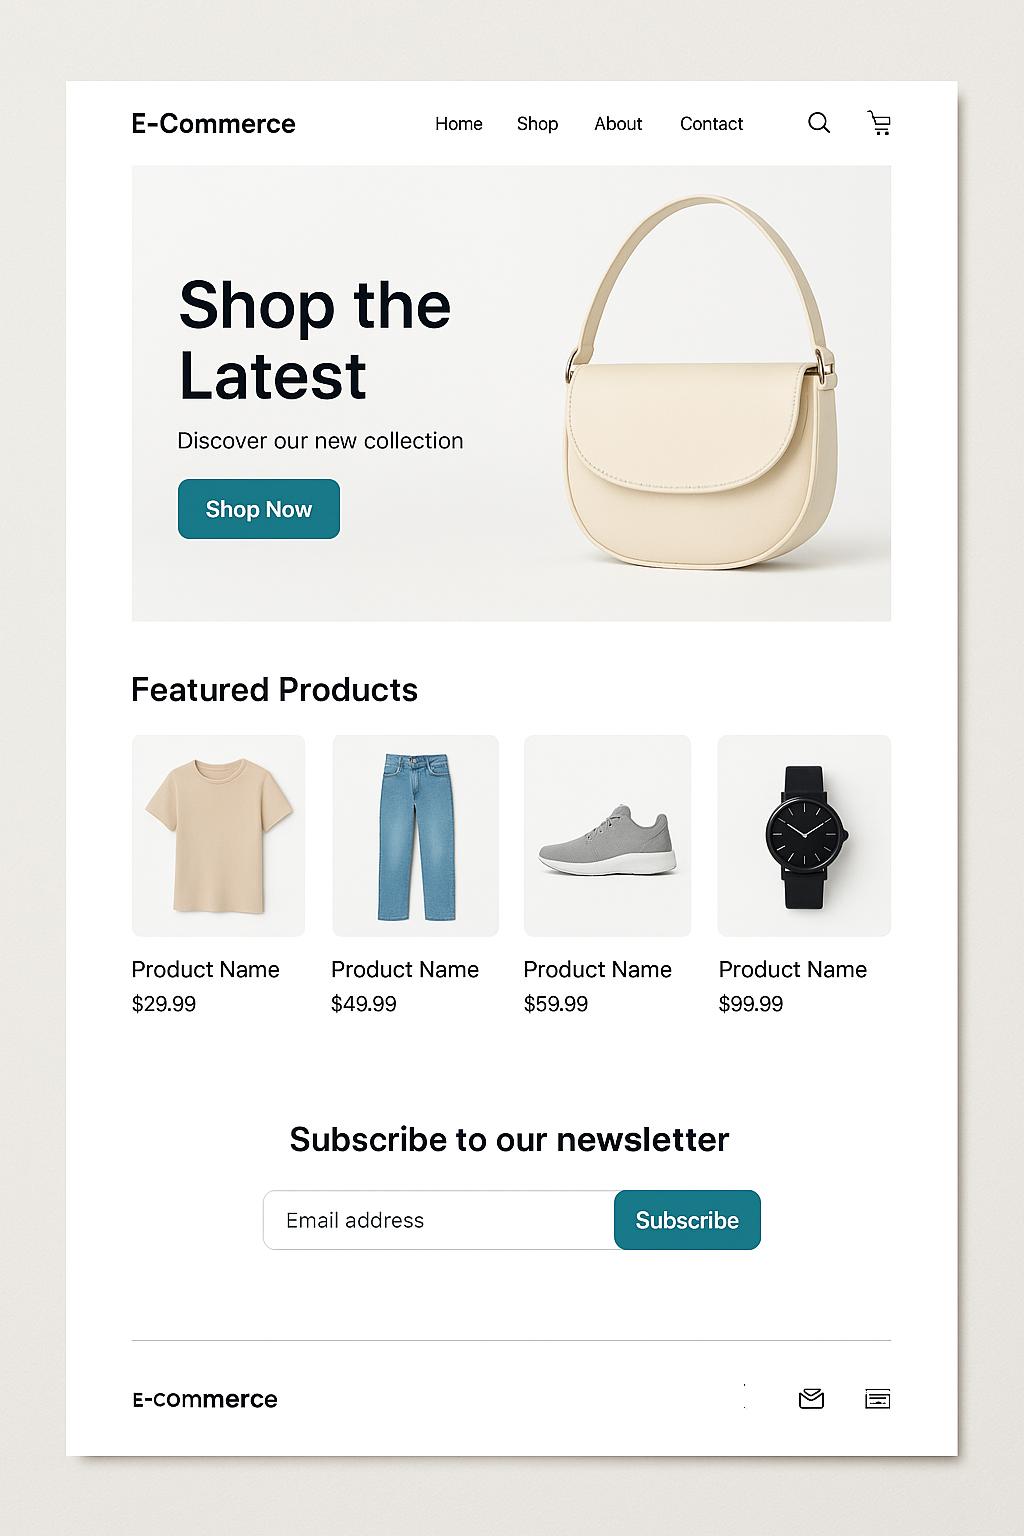 E-Commerce
Home Shop About Contact
Shop the
Latest
Discover our new collection
Shop Now
Featured Products
Product Name Product Name Product Name Product Name
$29.99 $49.99 $59.99 $99.99
Subscribe to our newsletter
Email address Subscribe
E-commerce